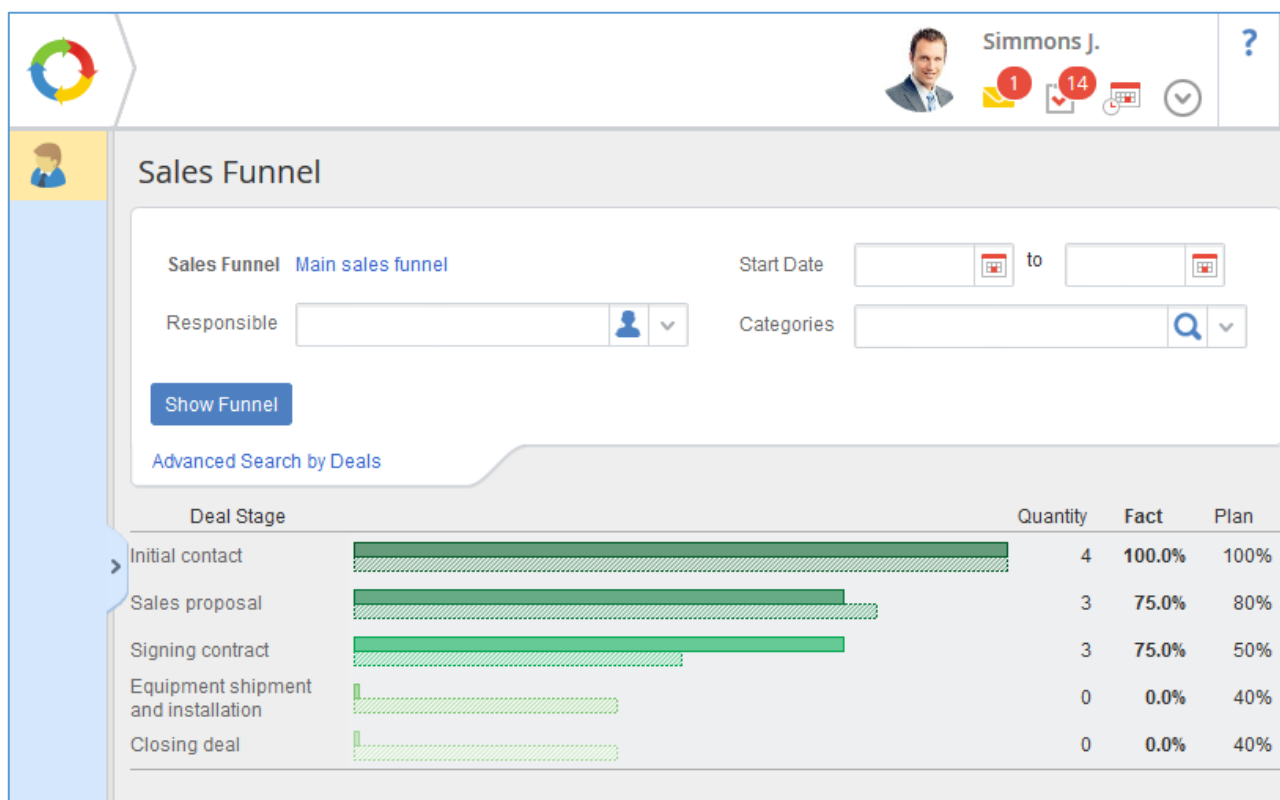 Simmons J.
?
1
14
Sales Funnel
Sales Funnel Main sales funnel
Start Date to
Responsible
Categories
Show Funnel
Advanced Search by Deals
Deal Stage Quantity Fact Plan
Initial contact 4 100.0% 100%
Sales proposal 3 75.0% 80%
Signing contract 3 75.0% 50%
Equipment shipment
and installation 0 0.0% 40%
Closing deal 0 0.0% 40%